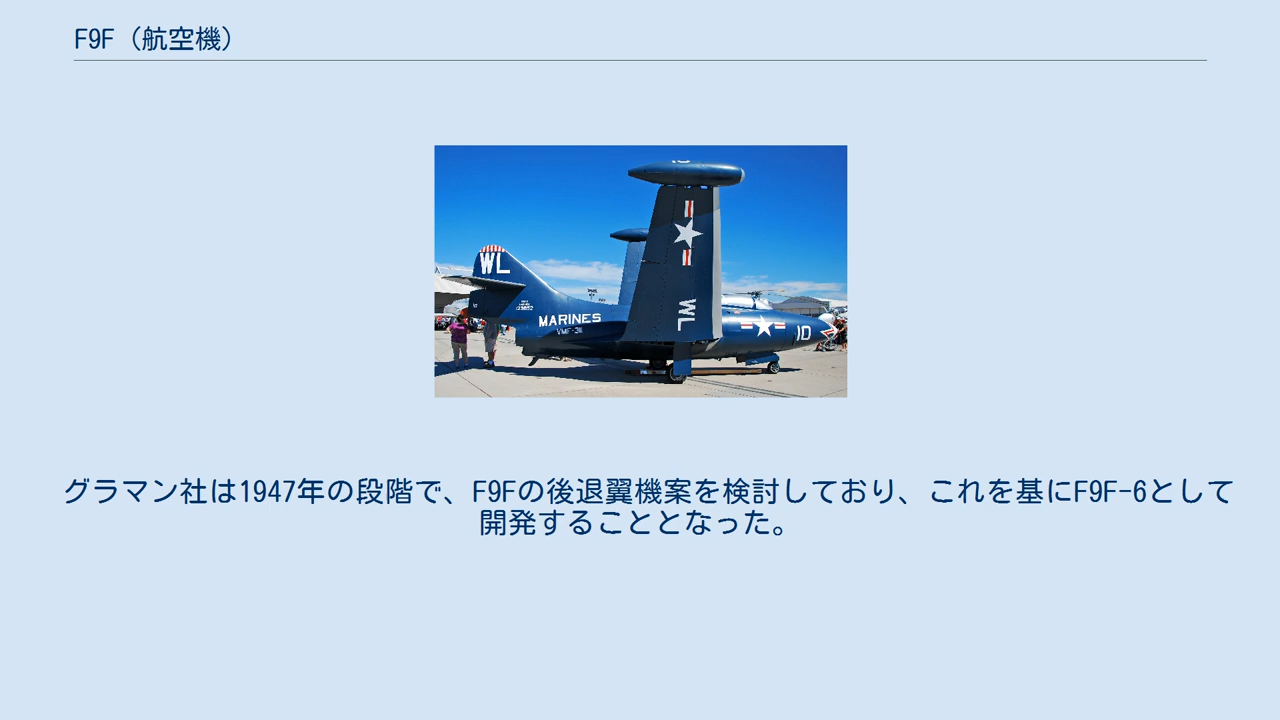 F9F（航空機）
WL
MARINES
VMF-311
WL
10
グラマン社は1947年の段階で、F9Fの後退翼機案を検討しており、これを基にF9F-6として
開発することとなった。